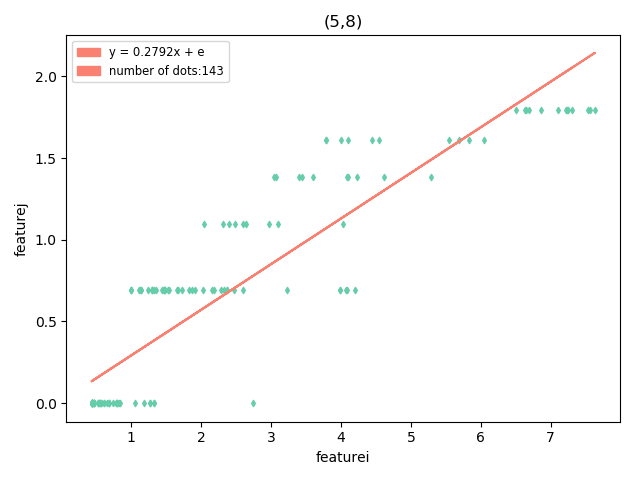 (5,8)
y = 0.2792x + e
number of dots:143
2.0
1.5
1.0
0.5
0.0
featurej
1 2 3 4 5 6 7
featurei